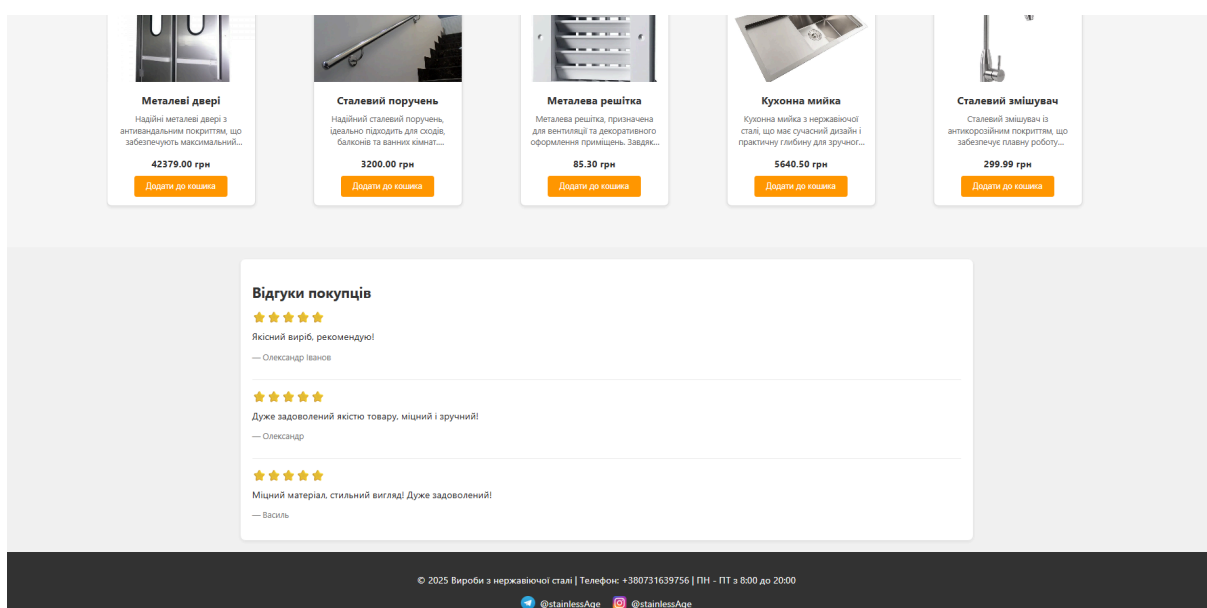 Металеві двері
Надійні металеві двері з
антивандальним покриттям, що
забезпечують максимальний...
42379.00 грн
Додати до кошика
Сталевий поручень
Надійний сталевий поручень,
ідеально підходить для сходів,
балконів та ванних кімнат....
3200.00 грн
Додати до кошика
Металева решітка
Металева решітка, призначена
для вентиляції та декоративного
оформлення приміщень. Завдяк...
85.30 грн
Додати до кошика
Кухонна мийка
Кухонна мийка з нержавіючої
сталі, що має сучасний дизайн і
практичну глибину для зручног...
5640.50 грн
Додати до кошика
Сталевий змішувач
Сталевий змішувач із
антикорозійним покриттям, що
забезпечує плавну роботу...
299.99 грн
Додати до кошика
Відгуки покупців
Якісний виріб, рекомендую!
— Олександр Іванов
Дуже задоволений якістю товару, міцний і зручний!
— Олександр
Міцний матеріал, стильний вигляд! Дуже задоволений!
— Василь
© 2025 Вироби з нержавіючої сталі | Телефон: +380731639756 | ПН - ПТ з 8:00 до 20:00
@stainlessAge @stainlessAge